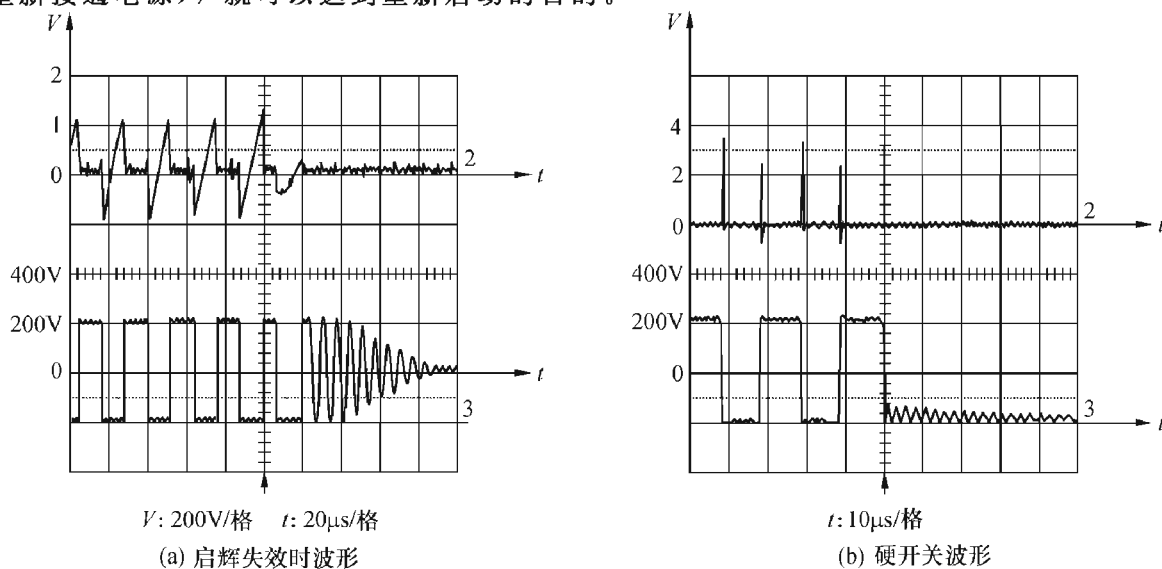 重新接通电源), 就可以达到重新启动的目的。
V
2
1
0
2
t
400V
200V
0
t
3
V: 200V/格 t: 20μs/格
(a) 启辉失效时波形
V
4
2
0
2
t
400V
200V
0
3
t
t: 10μs/格
(b) 硬开关波形